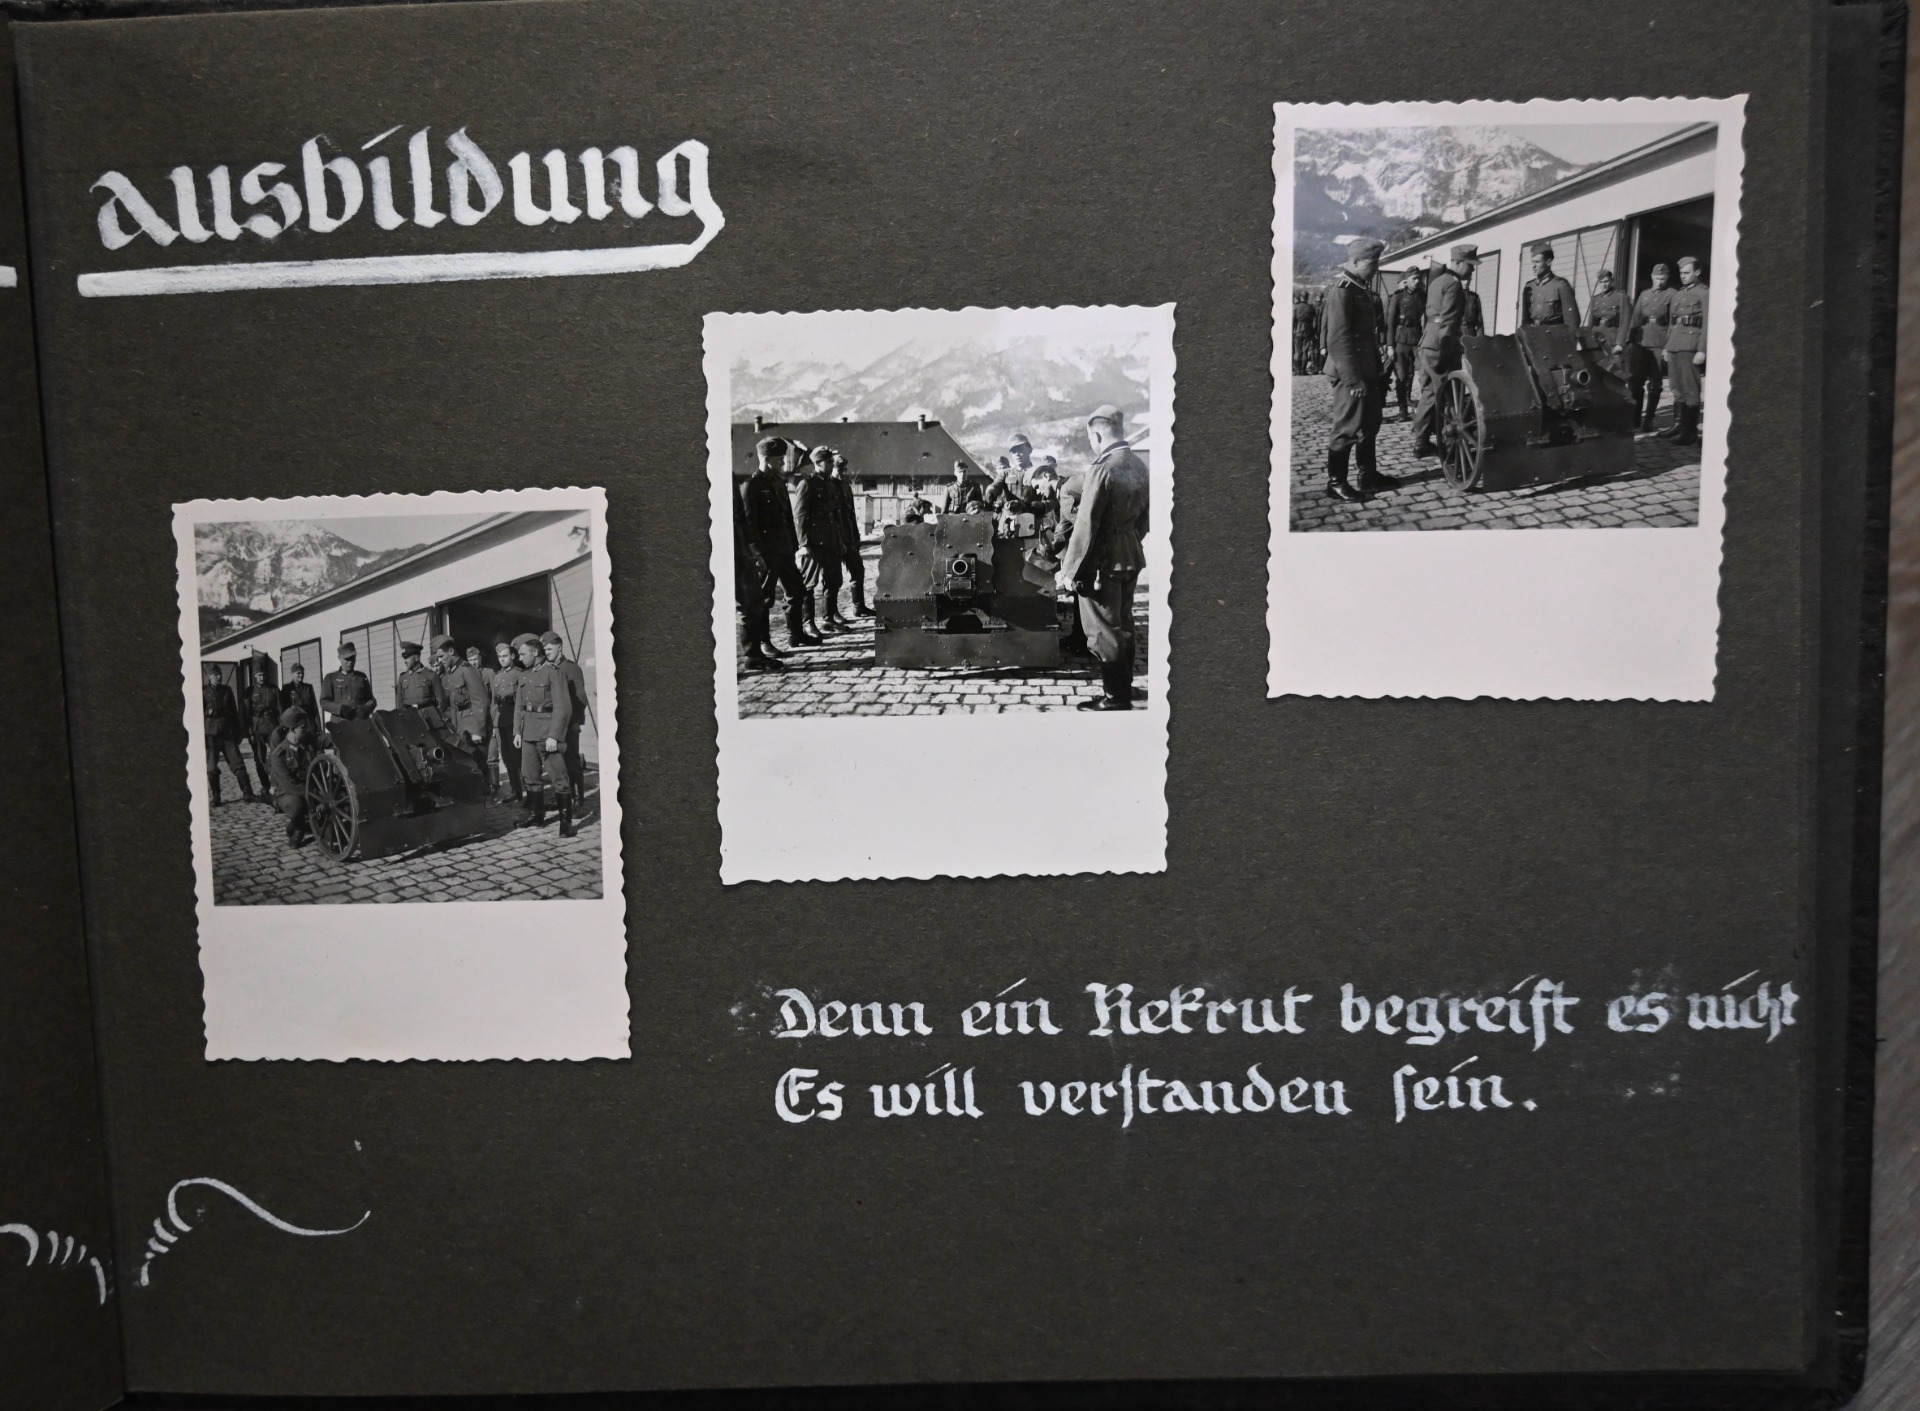 ausbildung
Denn ein Rekrut begreift es nicht
Es will verstanden sein.